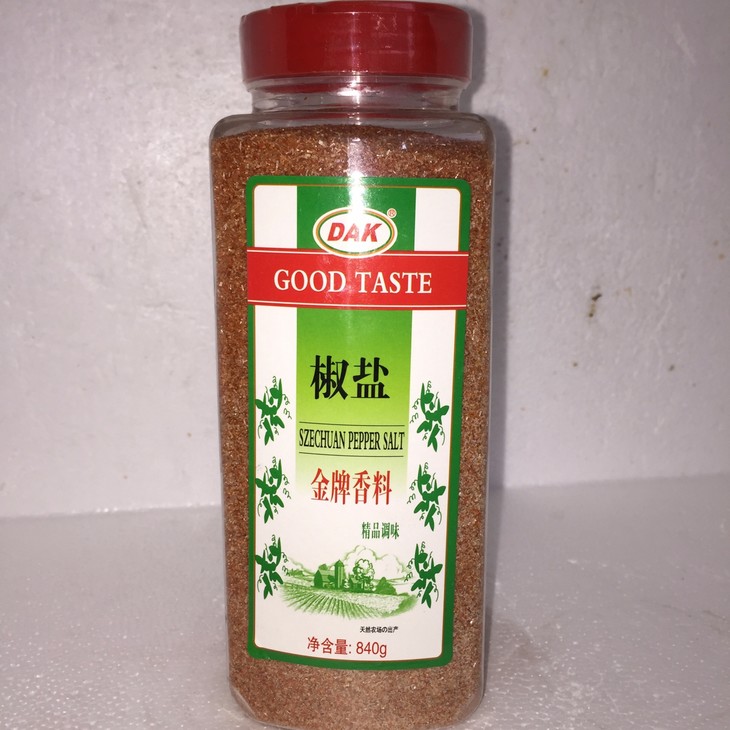 DAK®
GOOD TASTE
椒盐
SZECHUAN PEPPER SALT
金牌香料
精品调味
天然农场の出产
净含量: 840g